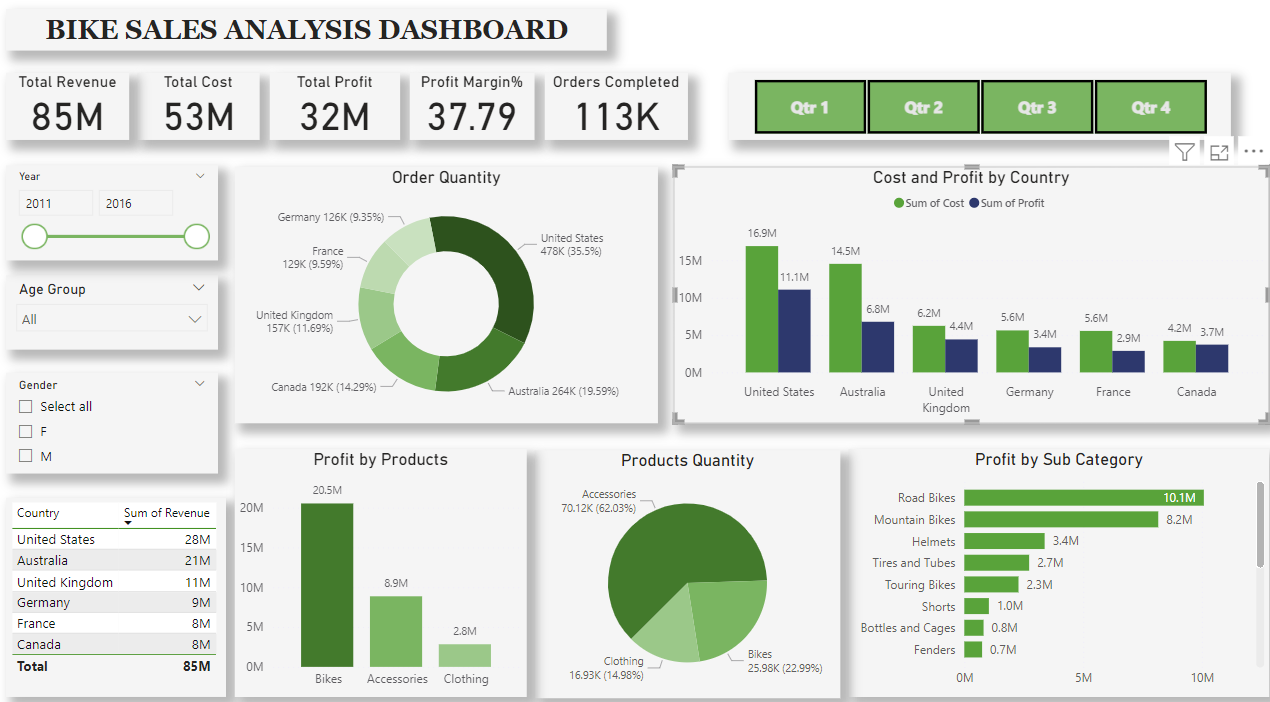 BIKE SALES ANALYSIS DASHBOARD
Total Revenue
85M
Total Cost
53M
Total Profit
32M
Profit Margin%
37.79
Orders Completed
113K
Qtr 1
Qtr 2
Qtr 3
Qtr 4
Year
2011
2016
Age Group
All
Gender
Select all
F
M
Country Sum of Revenue
United States 28M
Australia 21M
United Kingdom 11M
Germany 9M
France 8M
Canada 8M
Total 85M
Order Quantity
Germany 126K (9.35%)
France
129K (9.59%)
United Kingdom
157K (11.69%)
Canada 192K (14.29%)
United States
478K (35.5%)
Australia 264K (19.59%)
Cost and Profit by Country
Sum of Cost Sum of Profit
15M
10M
5M
0M
16.9M
11.1M
14.5M
6.8M
6.2M
4.4M
5.6M
3.4M
5.6M
2.9M
4.2M
3.7M
United States
Australia
United
Kingdom
Germany
France
Canada
Profit by Products
20M
15M
10M
5M
0M
20.5M
8.9M
2.8M
Bikes
Accessories
Clothing
Products Quantity
Accessories
70.12K (62.03%)
Clothing
16.93K (14.98%)
Bikes
25.98K (22.99%)
Profit by Sub Category
Road Bikes 10.1M
Mountain Bikes 8.2M
Helmets 3.4M
Tires and Tubes 2.7M
Touring Bikes 2.3M
Shorts 1.0M
Bottles and Cages 0.8M
Fenders 0.7M
0M 5M 10M